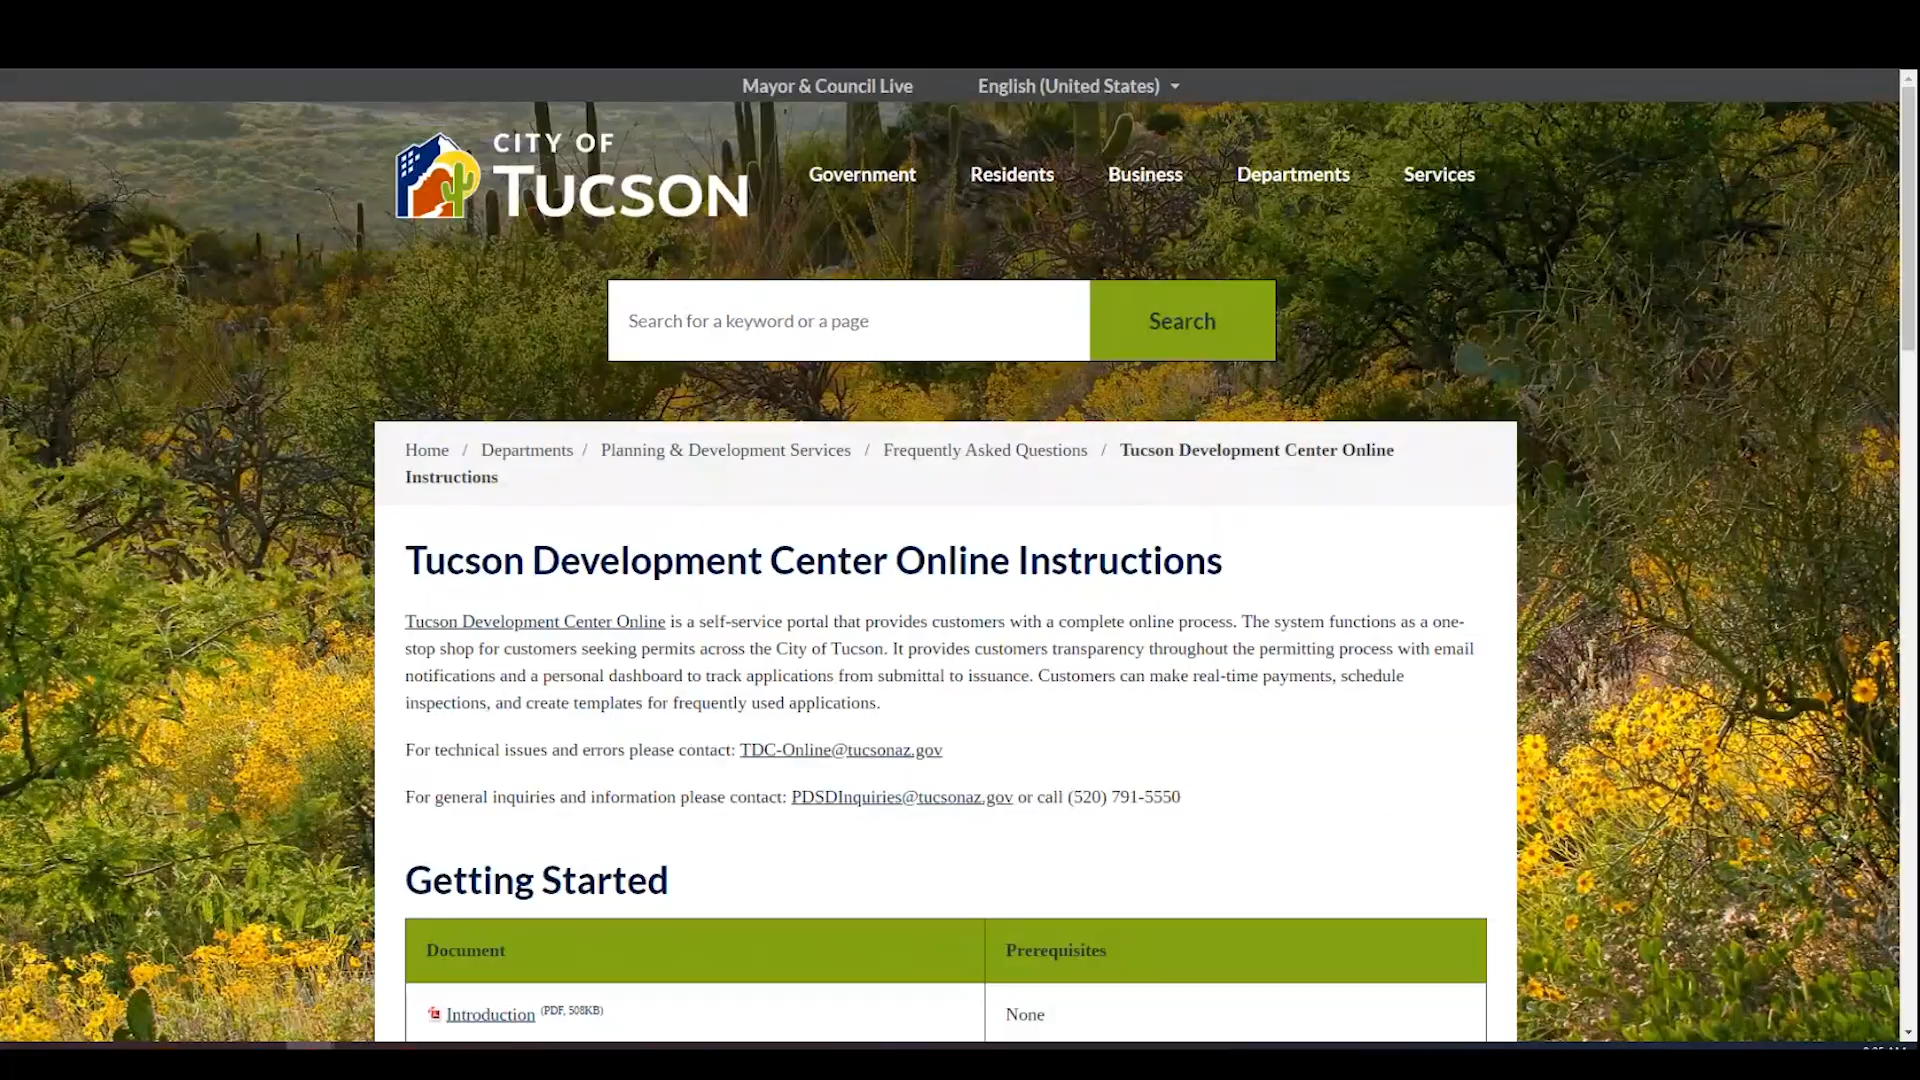 Mayor & Council Live English (United States)
CITY OF
TUCSON
Government Residents Business Departments Services
Search for a keyword or a page Search
Home / Departments / Planning & Development Services / Frequently Asked Questions / Tucson Development Center Online
Instructions
Tucson Development Center Online Instructions
Tucson Development Center Online is a self-service portal that provides customers with a complete online process. The system functions as a one-
stop shop for customers seeking permits across the City of Tucson. It provides customers transparency throughout the permitting process with email
notifications and a personal dashboard to track applications from submittal to issuance. Customers can make real-time payments, schedule
inspections, and create templates for frequently used applications.
For technical issues and errors please contact: TDC-Online@tucsonaz.gov
For general inquiries and information please contact: PDSDInquiries@tucsonaz.gov or call (520) 791-5550
Getting Started
Document Prerequisites
Introduction (PDF, 508KB) None